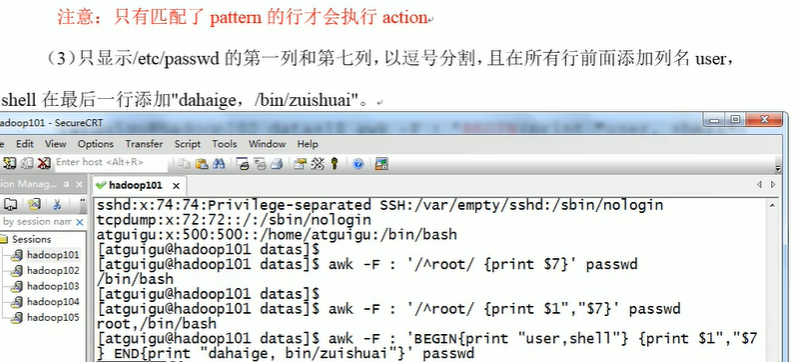 注意：只有匹配了 pattern 的行才会执行 action
（3）只显示/etc/passwd 的第一列和第七列，以逗号分割，且在所有行前面添加列名 user，
shell 在最后一行添加"dahaige，/bin/zuishuai"。
adoop101 - SecureCRT
Edit View Options Transfer Script Tools Window Help
Enter host <Alt+R>
ssion Manag...
hadoop101
by session nam
Sessions
hadoop101
hadoop102
hadoop103
hadoop104
hadoop105
sshd:x:74:74:Privilege-separated SSH:/var/empty/sshd:/sbin/nologin
tcpdump:x:72:72::/:/sbin/nologin
atguigu:x:500:500::/home/atguigu:/bin/bash
[atguigu@hadoop101 datas]$
[atguigu@hadoop101 datas]$ awk -F : '/^root/ {print $7}' passwd
/bin/bash
[atguigu@hadoop101 datas]$
[atguigu@hadoop101 datas]$ awk -F : '/^root/ {print $1","$7}' passwd
root,/bin/bash
[atguigu@hadoop101 datas]$ awk -F : 'BEGIN{print "user,shell"} {print $1","$7
} END{print "dahaige, bin/zuishuai"}' passwd